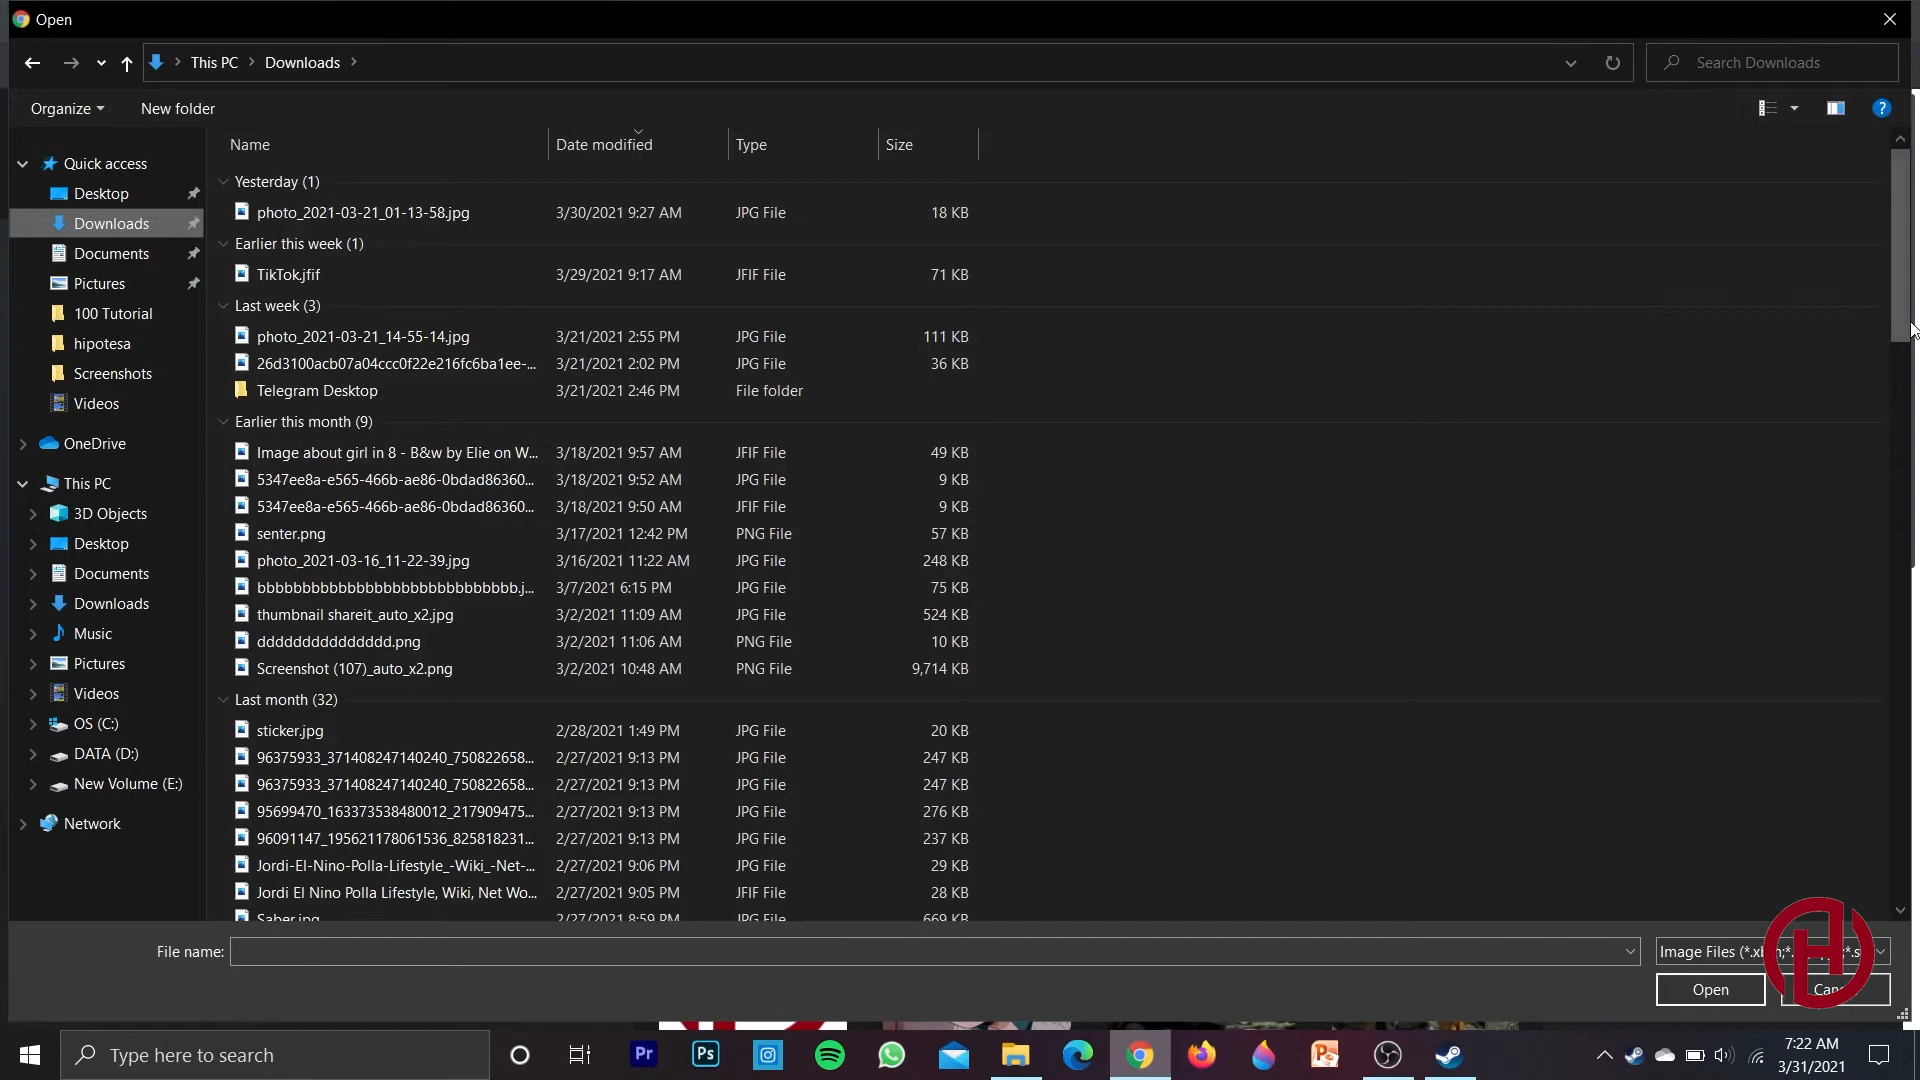 Open
This PC > Downloads >
Search Downloads
Organize
New folder
Name
Date modified
Type
Size
Quick access
Desktop
Downloads
Documents
Pictures
100 Tutorial
hipotesa
Screenshots
Videos
OneDrive
This PC
3D Objects
Desktop
Documents
Downloads
Music
Pictures
Videos
OS (C:)
DATA (D:)
New Volume (E:)
Network
Yesterday (1)
photo_2021-03-21_01-13-58.jpg 3/30/2021 9:27 AM JPG File 18 KB
Earlier this week (1)
TikTok.jfif 3/29/2021 9:17 AM JFIF File 71 KB
Last week (3)
photo_2021-03-21_14-55-14.jpg 3/21/2021 2:55 PM JPG File 111 KB
26d3100acb07a04ccc0f22e216fc6ba1ee-... 3/21/2021 2:02 PM JPG File 36 KB
Telegram Desktop 3/21/2021 2:46 PM File folder
Earlier this month (9)
Image about girl in 8 - B&w by Elie on W... 3/18/2021 9:57 AM JFIF File 49 KB
5347ee8a-e565-466b-ae86-0bdad86360... 3/18/2021 9:52 AM JPG File 9 KB
5347ee8a-e565-466b-ae86-0bdad86360... 3/18/2021 9:50 AM JFIF File 9 KB
senter.png 3/17/2021 12:42 PM PNG File 57 KB
photo_2021-03-16_11-22-39.jpg 3/16/2021 11:22 AM JPG File 248 KB
bbbbbbbbbbbbbbbbbbbbbbbbbbbbb.j... 3/7/2021 6:15 PM JPG File 75 KB
thumbnail shareit_auto_x2.jpg 3/2/2021 11:09 AM JPG File 524 KB
ddddddddddddddd.png 3/2/2021 11:06 AM PNG File 10 KB
Screenshot (107)_auto_x2.png 3/2/2021 10:48 AM PNG File 9,714 KB
Last month (32)
sticker.jpg 2/28/2021 1:49 PM JPG File 20 KB
96375933_371408247140240_750822658... 2/27/2021 9:13 PM JPG File 247 KB
96375933_371408247140240_750822658... 2/27/2021 9:13 PM JPG File 247 KB
95699470_163373538480012_217909475... 2/27/2021 9:13 PM JPG File 276 KB
96091147_195621178061536_825818231... 2/27/2021 9:13 PM JPG File 237 KB
Jordi-El-Nino-Polla-Lifestyle_-Wiki_-Net-... 2/27/2021 9:06 PM JPG File 29 KB
Jordi El Nino Polla Lifestyle, Wiki, Net Wo... 2/27/2021 9:05 PM JFIF File 28 KB
Saber.jpg 2/27/2021 8:59 PM JPG File 669 KB
File name:
Image Files
Open
Type here to search
Pr
Ps
7:22 AM
3/31/2021